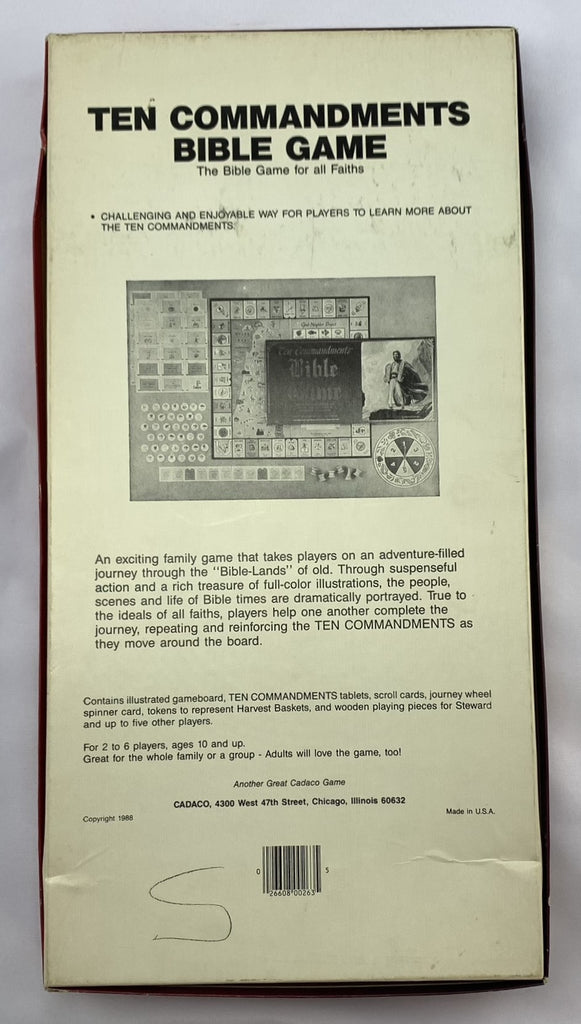 TEN COMMANDMENTS
BIBLE GAME
The Bible Game for all Faiths
• CHALLENGING AND ENJOYABLE WAY FOR PLAYERS TO LEARN MORE ABOUT
THE TEN COMMANDMENTS.
Ten Commandments
Bible
Game
An exciting family game that takes players on an adventure-filled
journey through the "Bible-Lands" of old. Through suspenseful
action and a rich treasure of full-color illustrations, the people,
scenes and life of Bible times are dramatically portrayed. True to
the ideals of all faiths, players help one another complete the
journey, repeating and reinforcing the TEN COMMANDMENTS as
they move around the board.
Contains illustrated gameboard, TEN COMMANDMENTS tablets, scroll cards, journey wheel
spinner card, tokens to represent Harvest Baskets, and wooden playing pieces for Steward
and up to five other players.
For 2 to 6 players, ages 10 and up.
Great for the whole family or a group - Adults will love the game, too!
Another Great Cadaco Game
CADACO, 4300 West 47th Street, Chicago, Illinois 60632
Copyright 1988
Made in U.S.A.
0 26608 00263 5
S